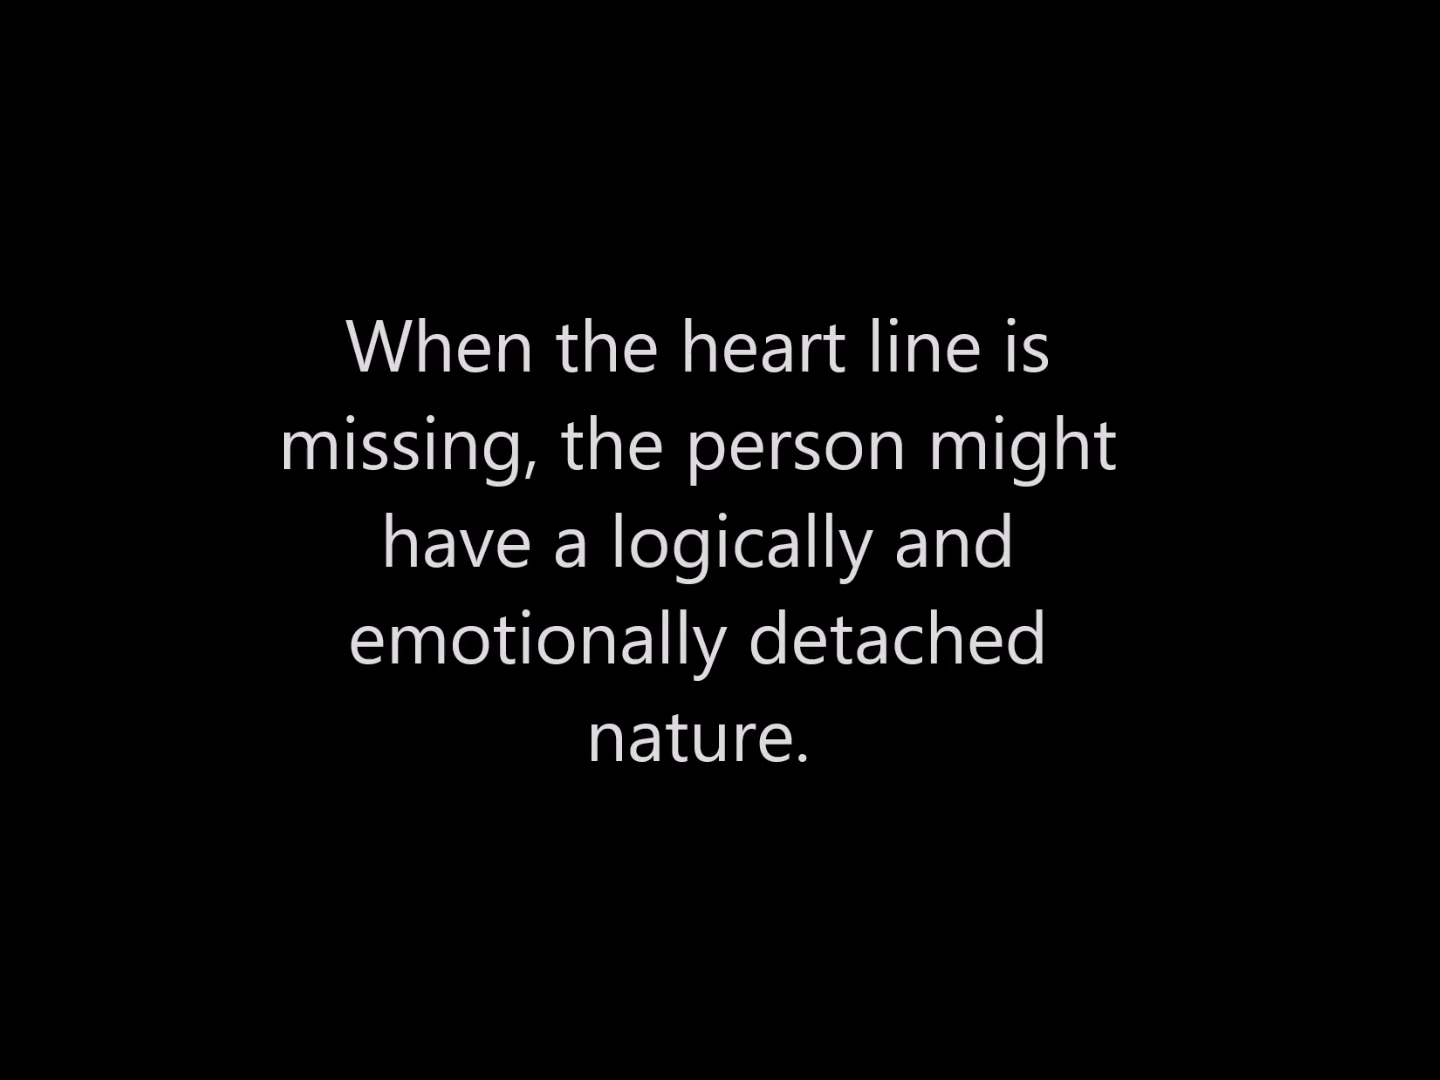 When the heart line is
missing, the person might
have a logically and
emotionally detached
nature.